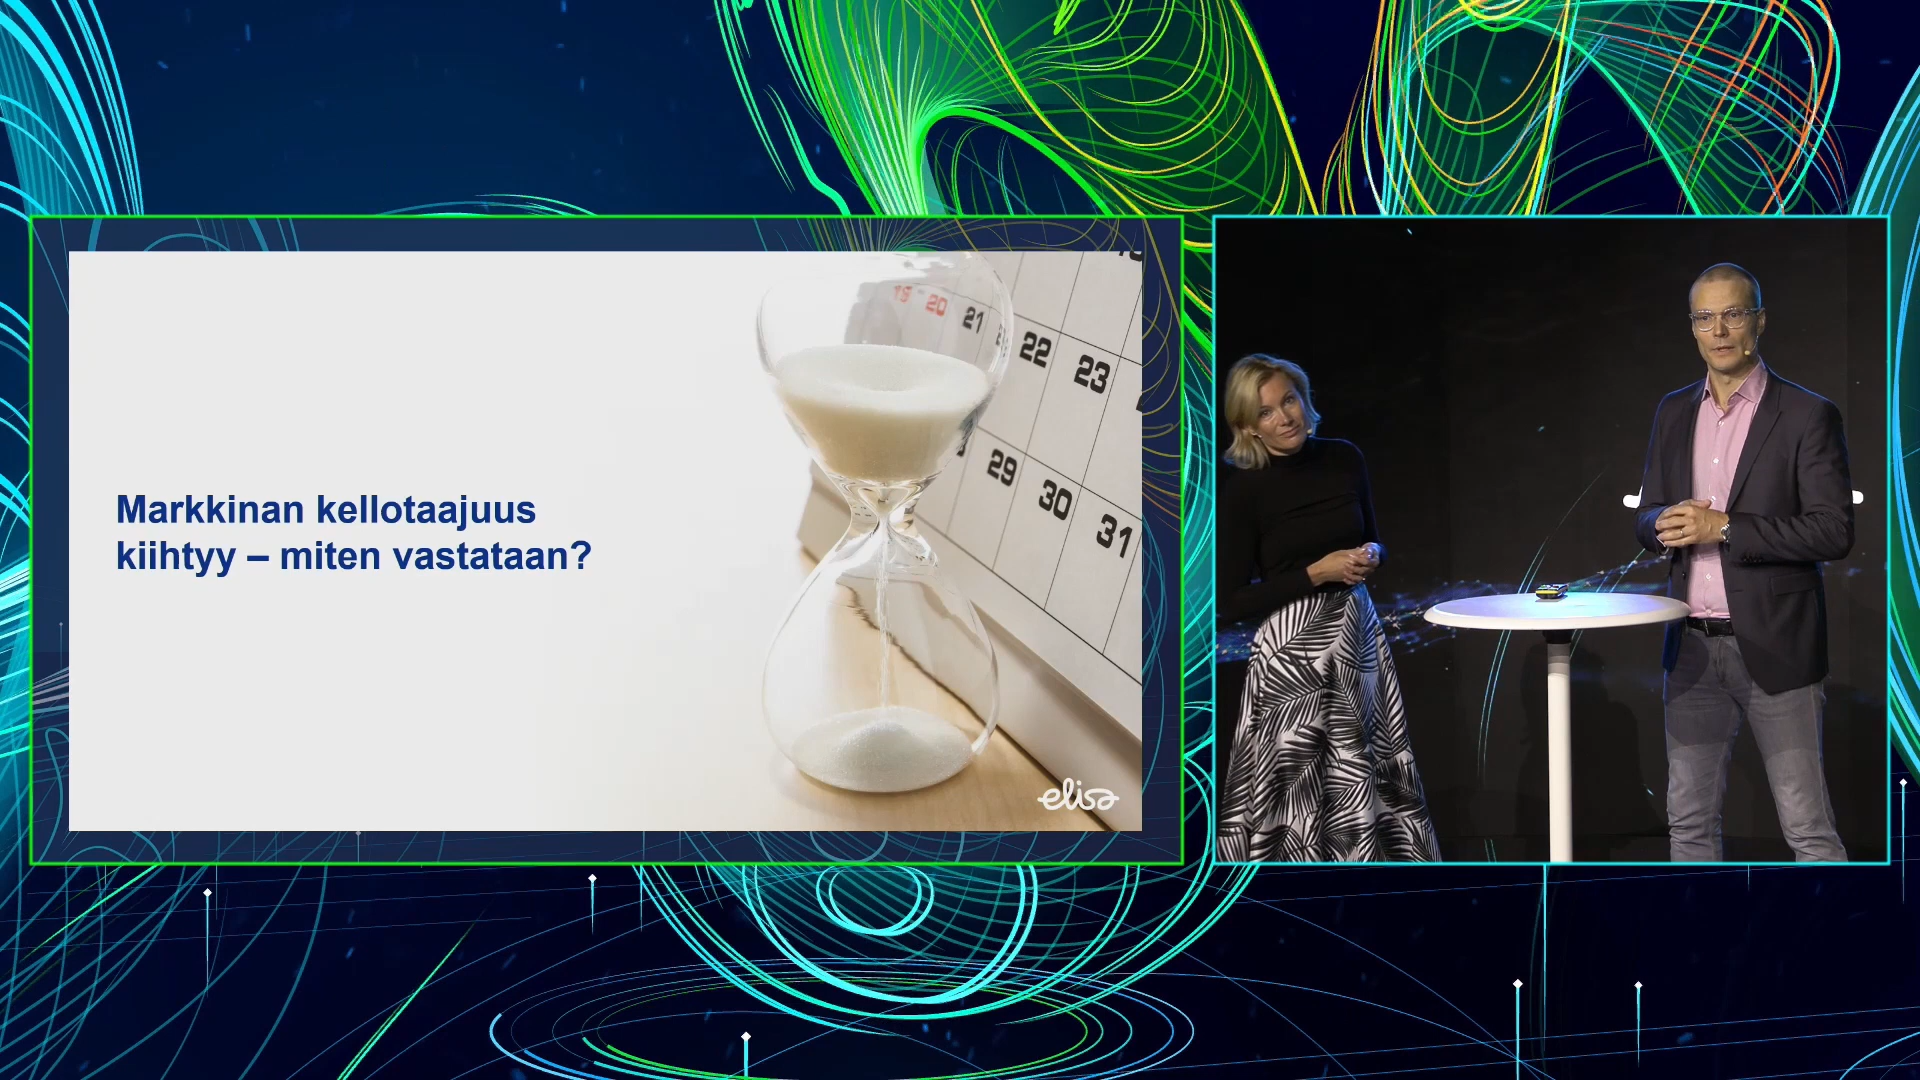 Markkinan kellotaajuus
kiihtyy – miten vastataan?
19 20 21
22 23
29 30 31
elisa